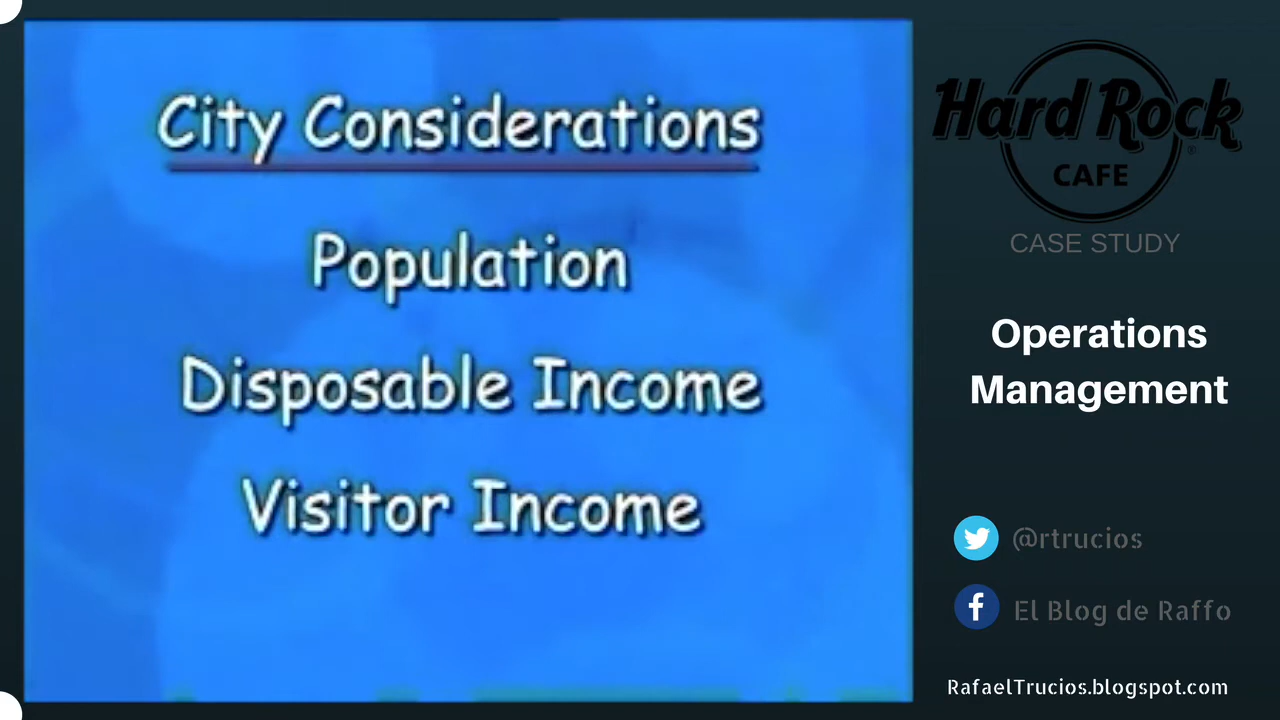 City Considerations
Population
Disposable Income
Visitor Income
Hard Rock
®
CAFE
CASE STUDY
Operations
Management
@rtrucios
El Blog de Raffo
RafaelTrucios.blogspot.com